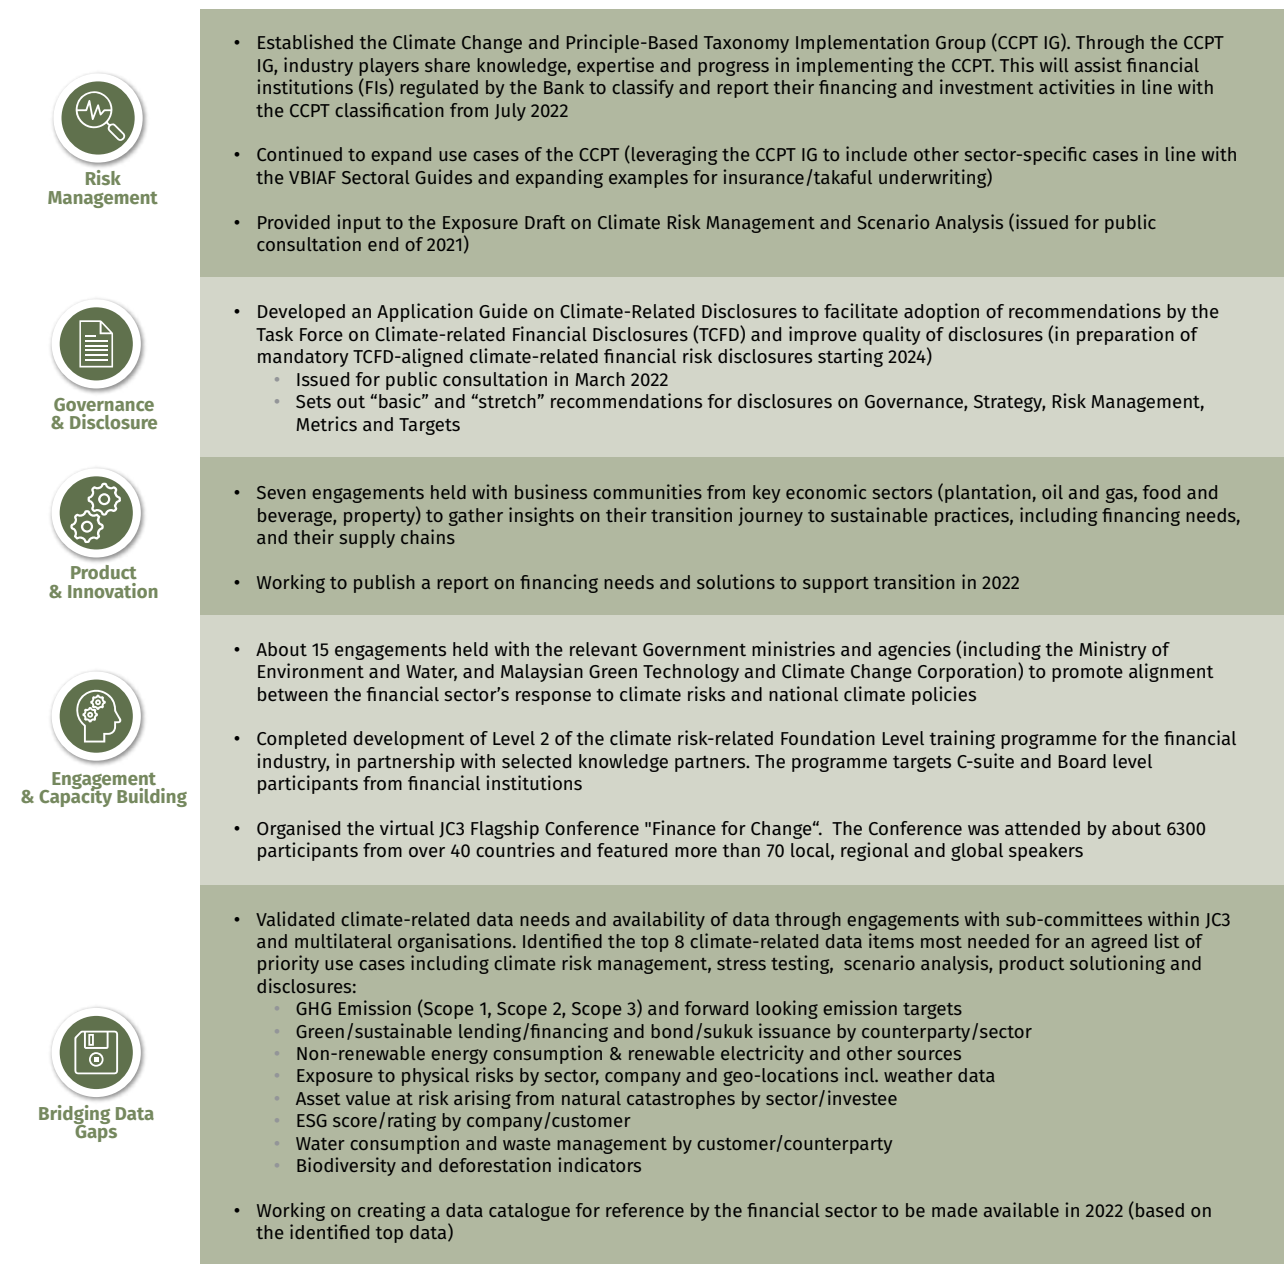 • Established the Climate Change and Principle-Based Taxonomy Implementation Group (CCPT IG). Through the CCPT
IG, industry players share knowledge, expertise and progress in implementing the CCPT. This will assist financial
institutions (FIs) regulated by the Bank to classify and report their financing and investment activities in line with
the CCPT classification from July 2022
• Continued to expand use cases of the CCPT (leveraging the CCPT IG to include other sector-specific cases in line with
the VBIAF Sectoral Guides and expanding examples for insurance/takaful underwriting)
• Provided input to the Exposure Draft on Climate Risk Management and Scenario Analysis (issued for public
consultation end of 2021)
Risk
Management
• Developed an Application Guide on Climate-Related Disclosures to facilitate adoption of recommendations by the
Task Force on Climate-related Financial Disclosures (TCFD) and improve quality of disclosures (in preparation of
mandatory TCFD-aligned climate-related financial risk disclosures starting 2024)
• Issued for public consultation in March 2022
• Sets out “basic” and “stretch” recommendations for disclosures on Governance, Strategy, Risk Management,
Metrics and Targets
Governance
& Disclosure
• Seven engagements held with business communities from key economic sectors (plantation, oil and gas, food and
beverage, property) to gather insights on their transition journey to sustainable practices, including financing needs,
and their supply chains
• Working to publish a report on financing needs and solutions to support transition in 2022
Product
& Innovation
• About 15 engagements held with the relevant Government ministries and agencies (including the Ministry of
Environment and Water, and Malaysian Green Technology and Climate Change Corporation) to promote alignment
between the financial sector’s response to climate risks and national climate policies
• Completed development of Level 2 of the climate risk-related Foundation Level training programme for the financial
industry, in partnership with selected knowledge partners. The programme targets C-suite and Board level
participants from financial institutions
• Organised the virtual JC3 Flagship Conference "Finance for Change“.  The Conference was attended by about 6300
participants from over 40 countries and featured more than 70 local, regional and global speakers
Engagement
& Capacity Building
• Validated climate-related data needs and availability of data through engagements with sub-committees within JC3
and multilateral organisations. Identified the top 8 climate-related data items most needed for an agreed list of
priority use cases including climate risk management, stress testing,  scenario analysis, product solutioning and
disclosures:
• GHG Emission (Scope 1, Scope 2, Scope 3) and forward looking emission targets
• Green/sustainable lending/financing and bond/sukuk issuance by counterparty/sector
• Non-renewable energy consumption & renewable electricity and other sources
• Exposure to physical risks by sector, company and geo-locations incl. weather data
• Asset value at risk arising from natural catastrophes by sector/investee
• ESG score/rating by company/customer
• Water consumption and waste management by customer/counterparty
• Biodiversity and deforestation indicators
• Working on creating a data catalogue for reference by the financial sector to be made available in 2022 (based on
the identified top data)
Bridging Data
Gaps